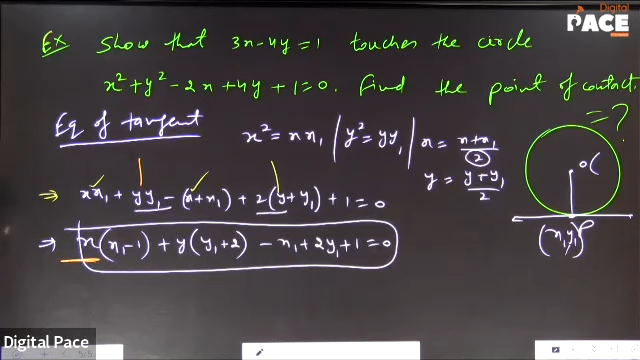 Digital
PACE
Ex Show that 3x-4y=1 touches the circle
x²+y²-2x+4y+1=0. Find the point of contact.
=?
Eq of tangent
x²=xx₁ | y²=yy₁ | x=(x+x₁)/2
y=(y+y₁)/2
⇒ xx₁+yy₁-(x+x₁)+2(y+y₁)+1=0
⇒ x(x₁-1)+y(y₁+2)-x₁+2y₁+1=0
(x₁y₁)
Digital Pace